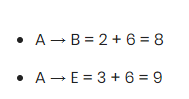 • A → B = 2 + 6 = 8
• A → E = 3 + 6 = 9